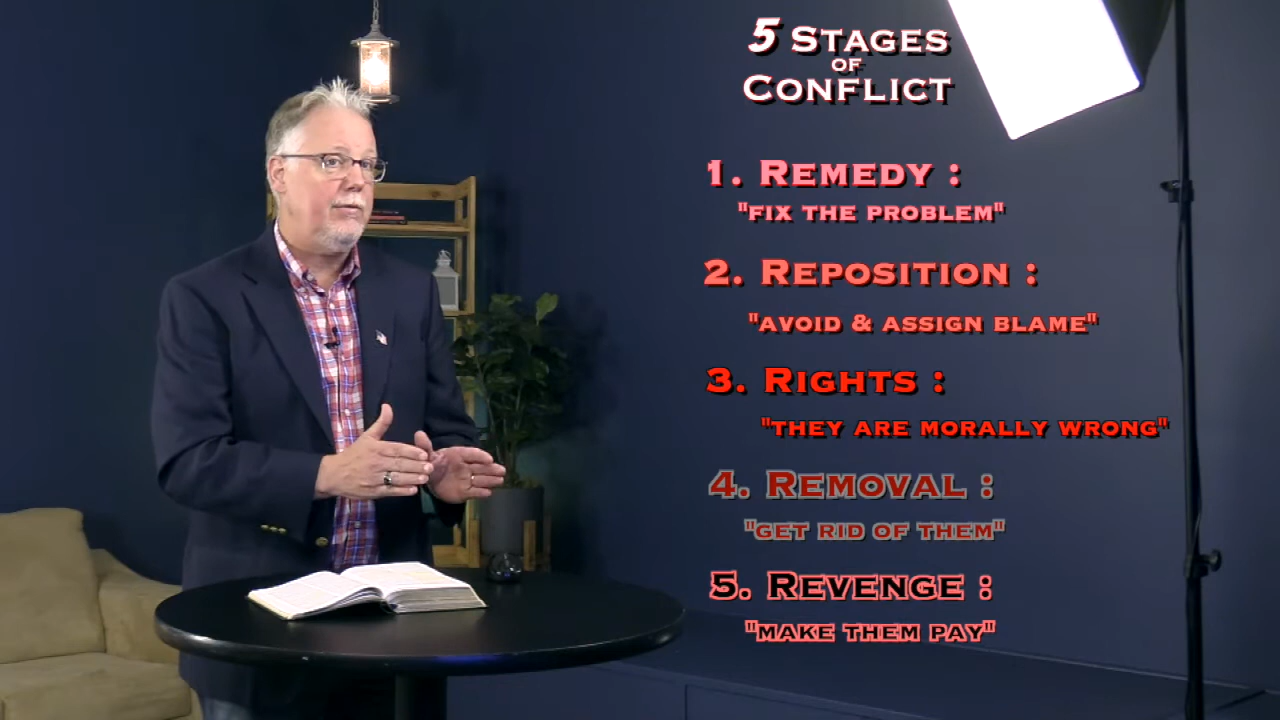 5 STAGES
OF
CONFLICT
1. REMEDY :
"FIX THE PROBLEM"
2. REPOSITION :
"AVOID & ASSIGN BLAME"
3. RIGHTS :
"THEY ARE MORALLY WRONG"
4. REMOVAL :
"GET RID OF THEM"
5. REVENGE :
"MAKE THEM PAY"